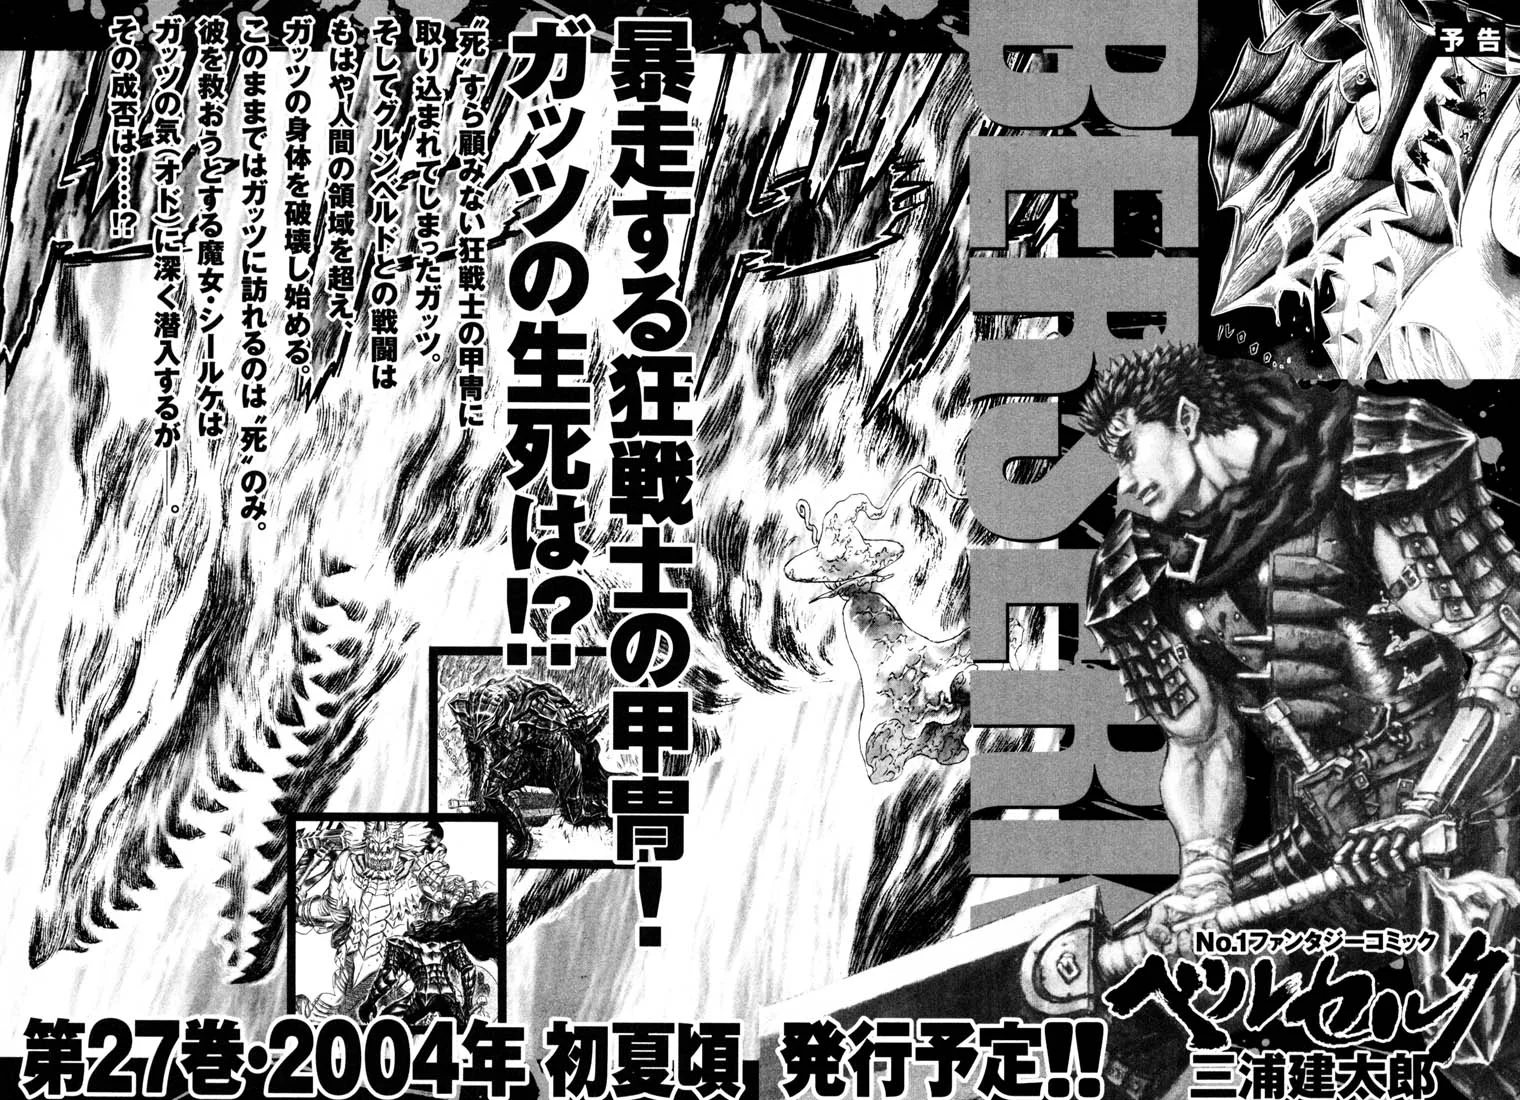 予告
BERSERK
暴走する狂戦士の甲冑!
ガッツの生死は!?!!
〝死〟すら顧みない狂戦士の甲冑に
取り込まれてしまったガッツ。
そしてグルンベルドとの戦闘は
もはや人間の領域を超え、
ガッツの身体を破壊し始める。
このままではガッツに訪れるのは〝死〟のみ。
彼を救おうとする魔女・シールケは
ガッツの気(オド)に深く潜入するが――。
その成否は……!?
ルロロロ…
No.1ファンタジーコミック
ベルセルク
三浦建太郎
第27巻・2004年 初夏頃 発行予定!!